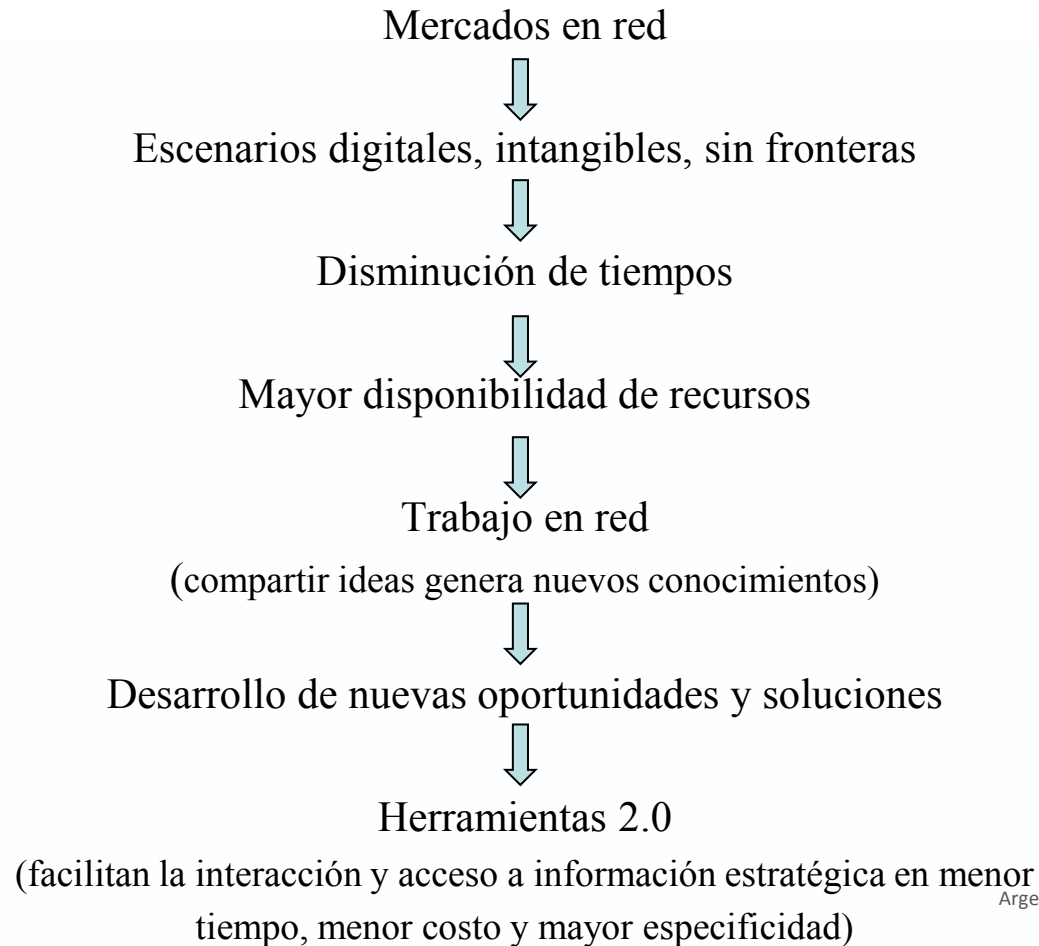 Mercados en red
Escenarios digitales, intangibles, sin fronteras
Disminución de tiempos
Mayor disponibilidad de recursos
Trabajo en red
(compartir ideas genera nuevos conocimientos)
Desarrollo de nuevas oportunidades y soluciones
Herramientas 2.0
(facilitan la interacción y acceso a información estratégica en menor
Arge
tiempo, menor costo y mayor especificidad)